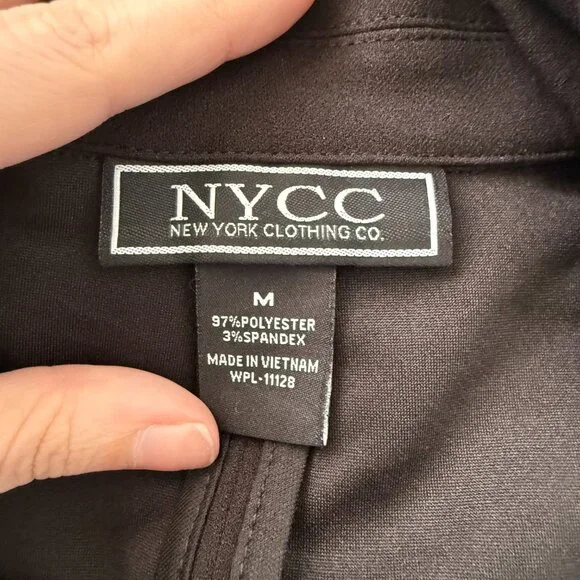 NYCC
NEW YORK CLOTHING CO.
M
97%POLYESTER
3%SPANDEX
MADE IN VIETNAM
WPL-11128